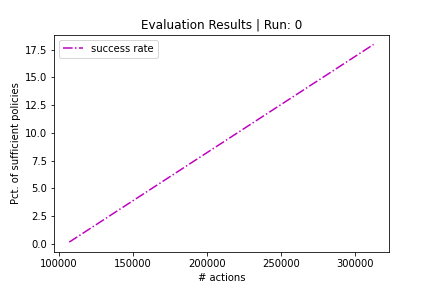 Evaluation Results | Run: 0
success rate
Pct. of sufficient policies
17.5
15.0
12.5
10.0
7.5
5.0
2.5
0.0
100000 150000 200000 250000 300000
# actions